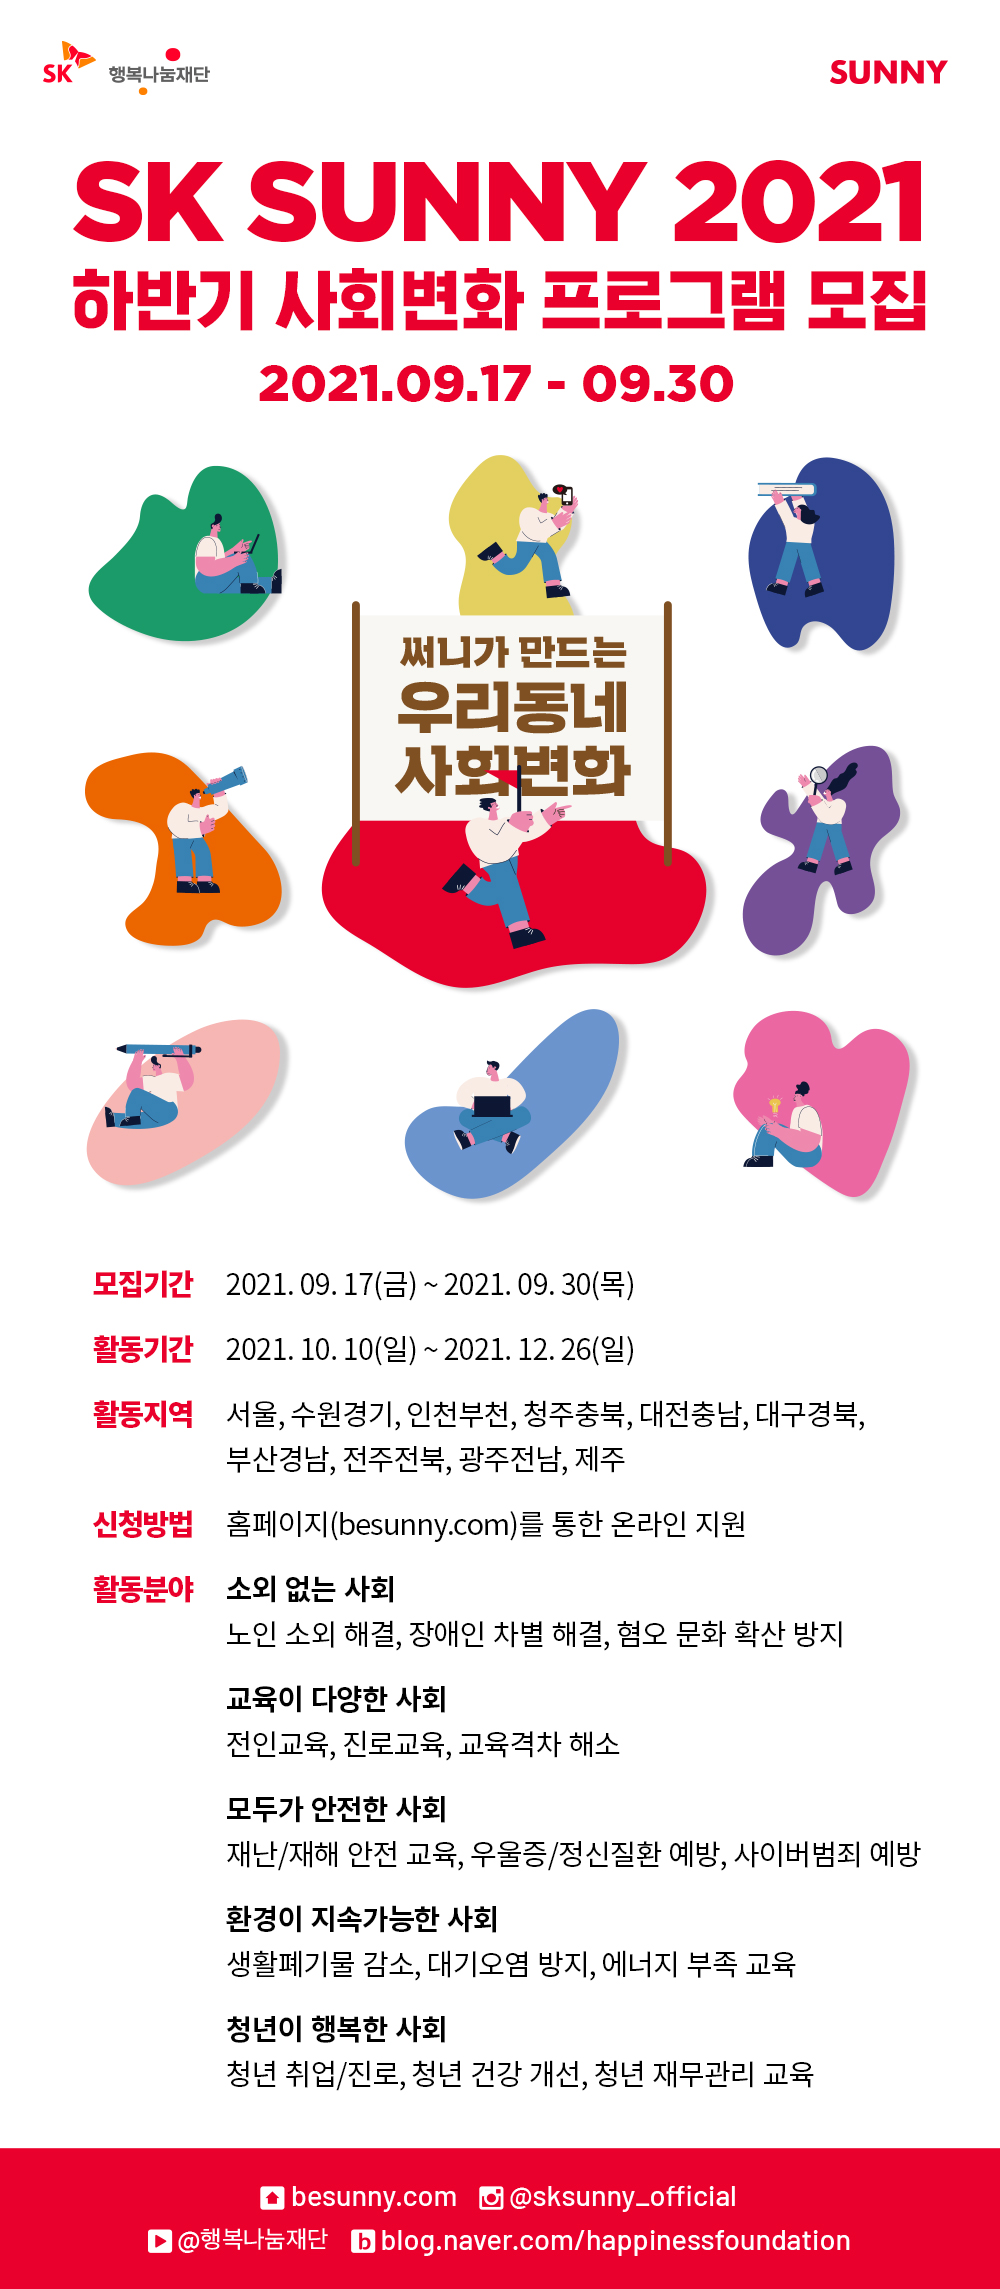 SK 행복나눔재단
SUNNY
SK SUNNY 2021
하반기 사회변화 프로그램 모집
2021.09.17 - 09.30
써니가 만드는
우리동네
사회변화
모집기간 2021. 09. 17(금) ~ 2021. 09. 30(목)
활동기간 2021. 10. 10(일) ~ 2021. 12. 26(일)
활동지역 서울, 수원경기, 인천부천, 청주충북, 대전충남, 대구경북,
부산경남, 전주전북, 광주전남, 제주
신청방법 홈페이지(besunny.com)를 통한 온라인 지원
활동분야 소외 없는 사회
노인 소외 해결, 장애인 차별 해결, 혐오 문화 확산 방지
교육이 다양한 사회
전인교육, 진로교육, 교육격차 해소
모두가 안전한 사회
재난/재해 안전 교육, 우울증/정신질환 예방, 사이버범죄 예방
환경이 지속가능한 사회
생활폐기물 감소, 대기오염 방지, 에너지 부족 교육
청년이 행복한 사회
청년 취업/진로, 청년 건강 개선, 청년 재무관리 교육
besunny.com @sksunny_official
@행복나눔재단 b blog.naver.com/happinessfoundation